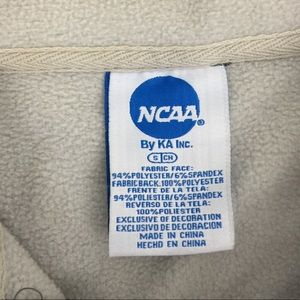 NCAA®
By KA Inc.
S CH
FABRIC FACE:
94%POLYESTER/6%SPANDEX
FABRIC BACK: 100%POLYESTER
FRENTE DE LA TELA:
94%POLIESTER/6%SPANDEX
REVERSO DE LA TELA:
100%POLIESTER
EXCLUSIVE OF DECORATION
EXCLUSIVO DE DECORACION
MADE IN CHINA
HECHO EN CHINA